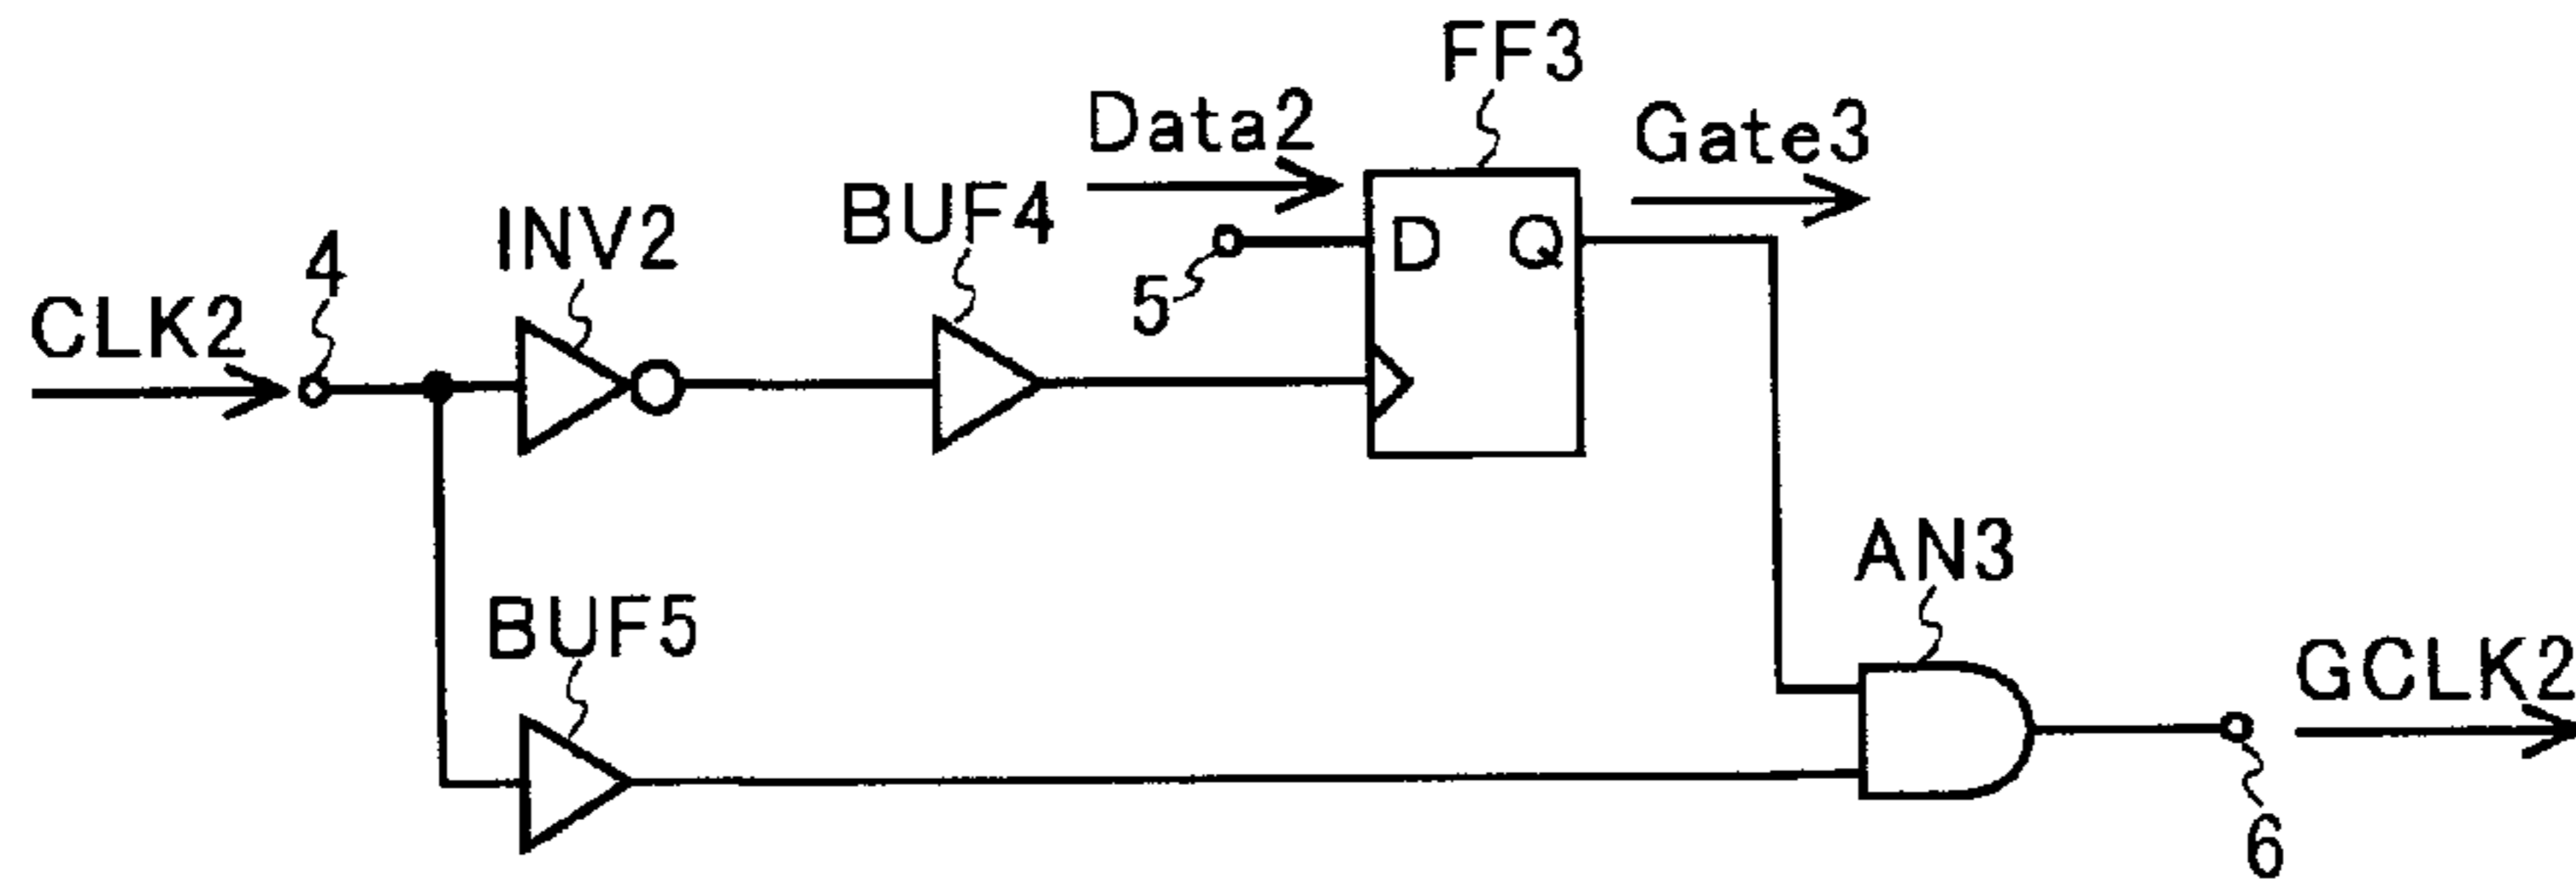 FF3
Data2
Gate3
BUF4
INV2
4
D
Q
5
CLK2
AN3
BUF5
GCLK2
6